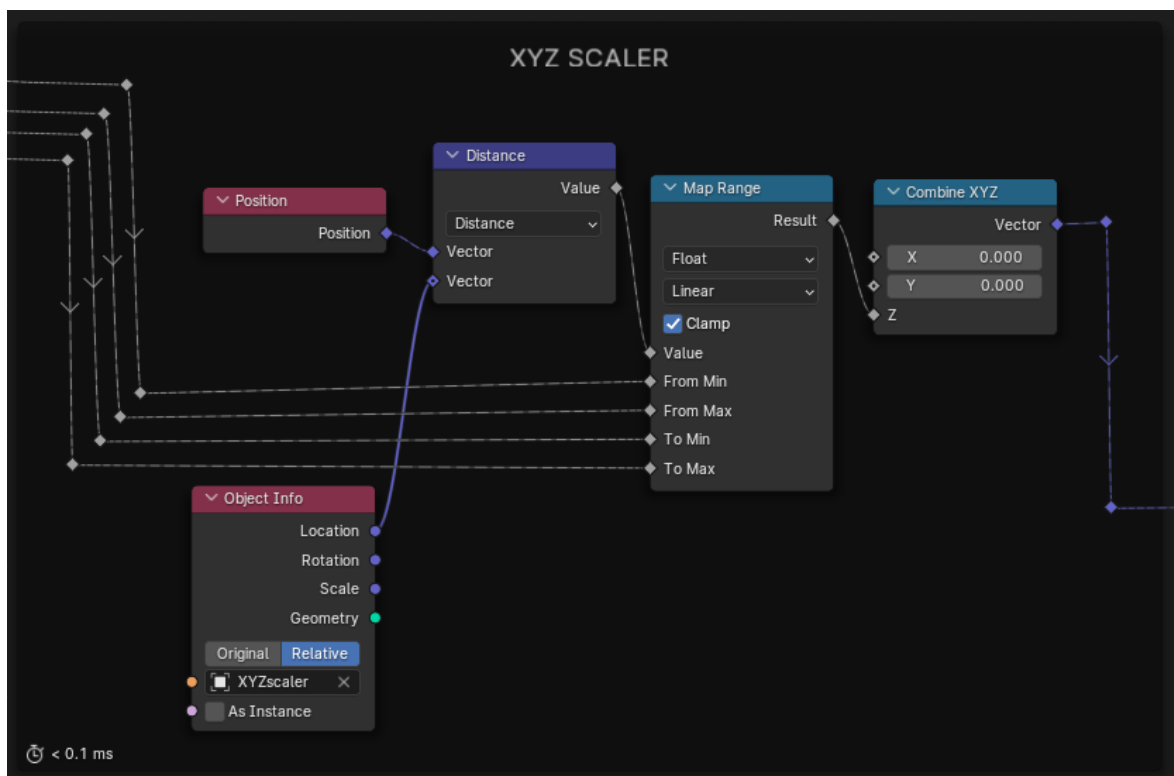 XYZ SCALER
Position
Position
Distance
Value
Distance
Vector
Vector
Map Range
Result
Float
Linear
Clamp
Value
From Min
From Max
To Min
To Max
Combine XYZ
Vector
X 0.000
Y 0.000
Z
Object Info
Location
Rotation
Scale
Geometry
Original Relative
XYZscaler
As Instance
< 0.1 ms